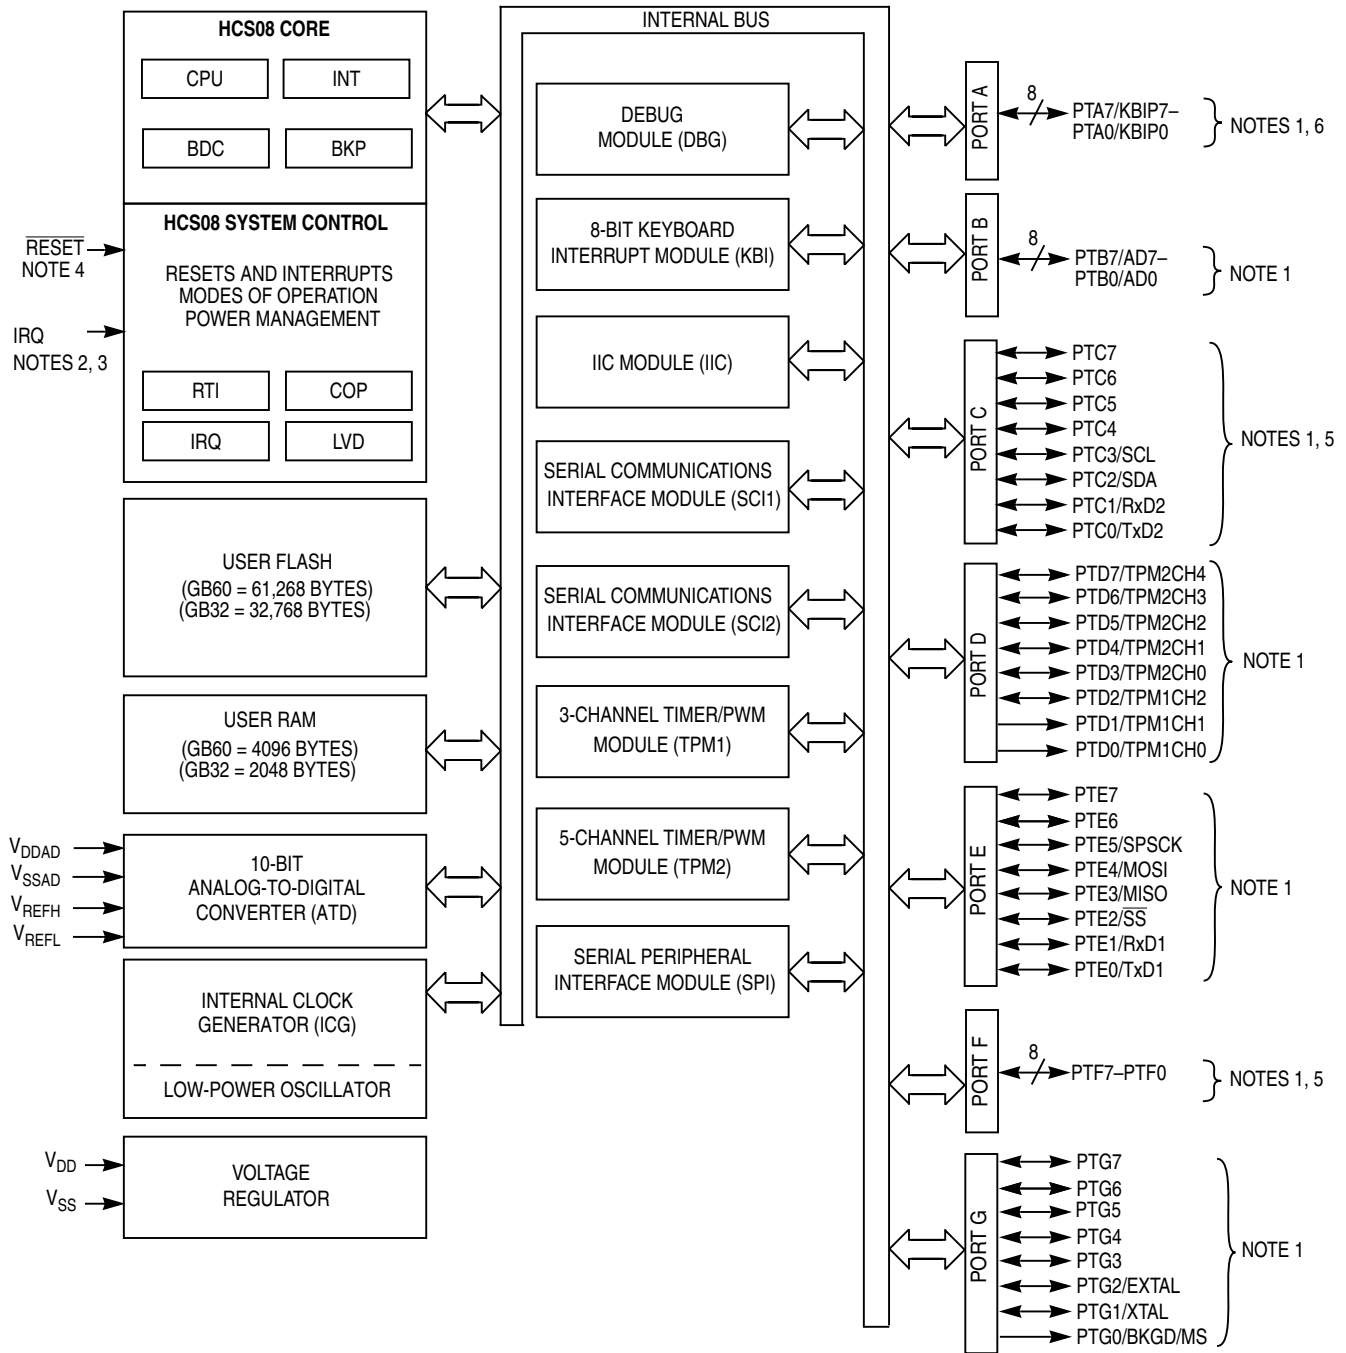 HCS08 CORE
CPU
INT
BDC
BKP
HCS08 SYSTEM CONTROL
RESETS AND INTERRUPTS
MODES OF OPERATION
POWER MANAGEMENT
RTI
COP
IRQ
LVD
RESET
NOTE 4
IRQ
NOTES 2, 3
USER FLASH
(GB60 = 61,268 BYTES)
(GB32 = 32,768 BYTES)
USER RAM
(GB60 = 4096 BYTES)
(GB32 = 2048 BYTES)
VDDAD
VSSAD
VREFH
VREFL
10-BIT
ANALOG-TO-DIGITAL
CONVERTER (ATD)
INTERNAL CLOCK
GENERATOR (ICG)
LOW-POWER OSCILLATOR
VDD
VSS
VOLTAGE
REGULATOR
INTERNAL BUS
DEBUG
MODULE (DBG)
8-BIT KEYBOARD
INTERRUPT MODULE (KBI)
IIC MODULE (IIC)
SERIAL COMMUNICATIONS
INTERFACE MODULE (SCI1)
SERIAL COMMUNICATIONS
INTERFACE MODULE (SCI2)
3-CHANNEL TIMER/PWM
MODULE (TPM1)
5-CHANNEL TIMER/PWM
MODULE (TPM2)
SERIAL PERIPHERAL
INTERFACE MODULE (SPI)
PORT A
8
PTA7/KBIP7–
PTA0/KBIP0
NOTES 1, 6
PORT B
8
PTB7/AD7–
PTB0/AD0
NOTE 1
PORT C
PTC7
PTC6
PTC5
PTC4
PTC3/SCL
PTC2/SDA
PTC1/RxD2
PTC0/TxD2
NOTES 1, 5
PORT D
PTD7/TPM2CH4
PTD6/TPM2CH3
PTD5/TPM2CH2
PTD4/TPM2CH1
PTD3/TPM2CH0
PTD2/TPM1CH2
PTD1/TPM1CH1
PTD0/TPM1CH0
NOTE 1
PORT E
PTE7
PTE6
PTE5/SPSCK
PTE4/MOSI
PTE3/MISO
PTE2/SS
PTE1/RxD1
PTE0/TxD1
NOTE 1
PORT F
8
PTF7–PTF0
NOTES 1, 5
PORT G
PTG7
PTG6
PTG5
PTG4
PTG3
PTG2/EXTAL
PTG1/XTAL
PTG0/BKGD/MS
NOTE 1